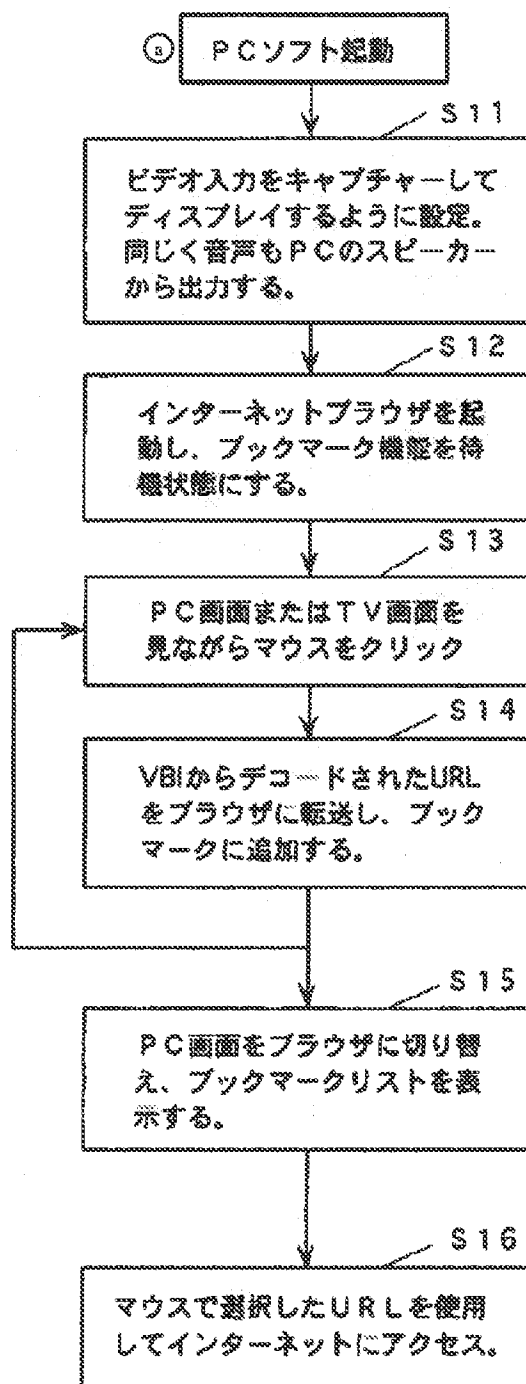 ⓐ PCソフト起動
S11
ビデオ入力をキャプチャーして
ディスプレイするように設定。
同じく音声もPCのスピーカー
から出力する。
S12
インターネットブラウザを起
動し、ブックマーク機能を待
機状態にする。
S13
PC画面またはTV画面を
見ながらマウスをクリック
S14
VBIからデコードされたURL
をブラウザに転送し、ブック
マークに追加する。
S15
PC画面をブラウザに切り替
え、ブックマークリストを表
示する。
S16
マウスで選択したURLを使用
してインターネットにアクセス。